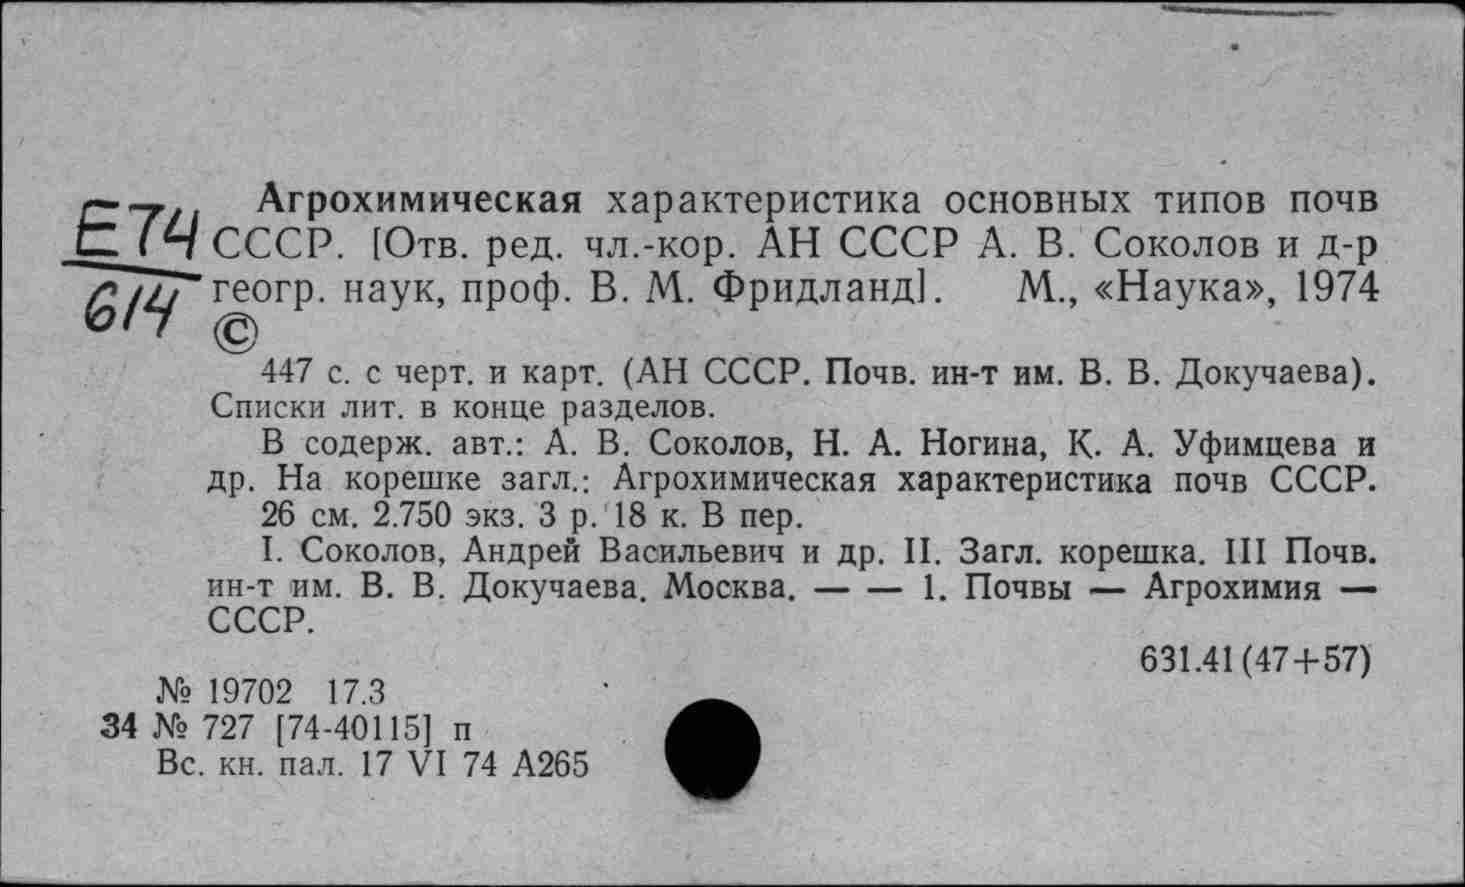 Агрохимическая характеристика основных типов почв
Е74 СССР. [Отв. ред. чл.-кор. АН СССР А. В. Соколов и д-р
614 геогр. наук, проф. В. М. Фридланд]. М., «Наука», 1974
©
447 с. с черт. и карт. (АН СССР. Почв. ин-т им. В. В. Докучаева).
Списки лит. в конце разделов.
В содерж. авт.: А. В. Соколов, Н. А. Ногина, К. А. Уфимцева и
др. На корешке загл.: Агрохимическая характеристика почв СССР.
26 см. 2.750 экз. 3 р. 18 к. В пер.
I. Соколов, Андрей Васильевич и др. II. Загл. корешка. III Почв.
ин-т им. В. В. Докучаева. Москва. — — 1. Почвы — Агрохимия —
СССР.
631.41(47+57)
№ 19702 17.3
34 № 727 [74-40115] п
Вс. кн. пал. 17 VI 74 А265